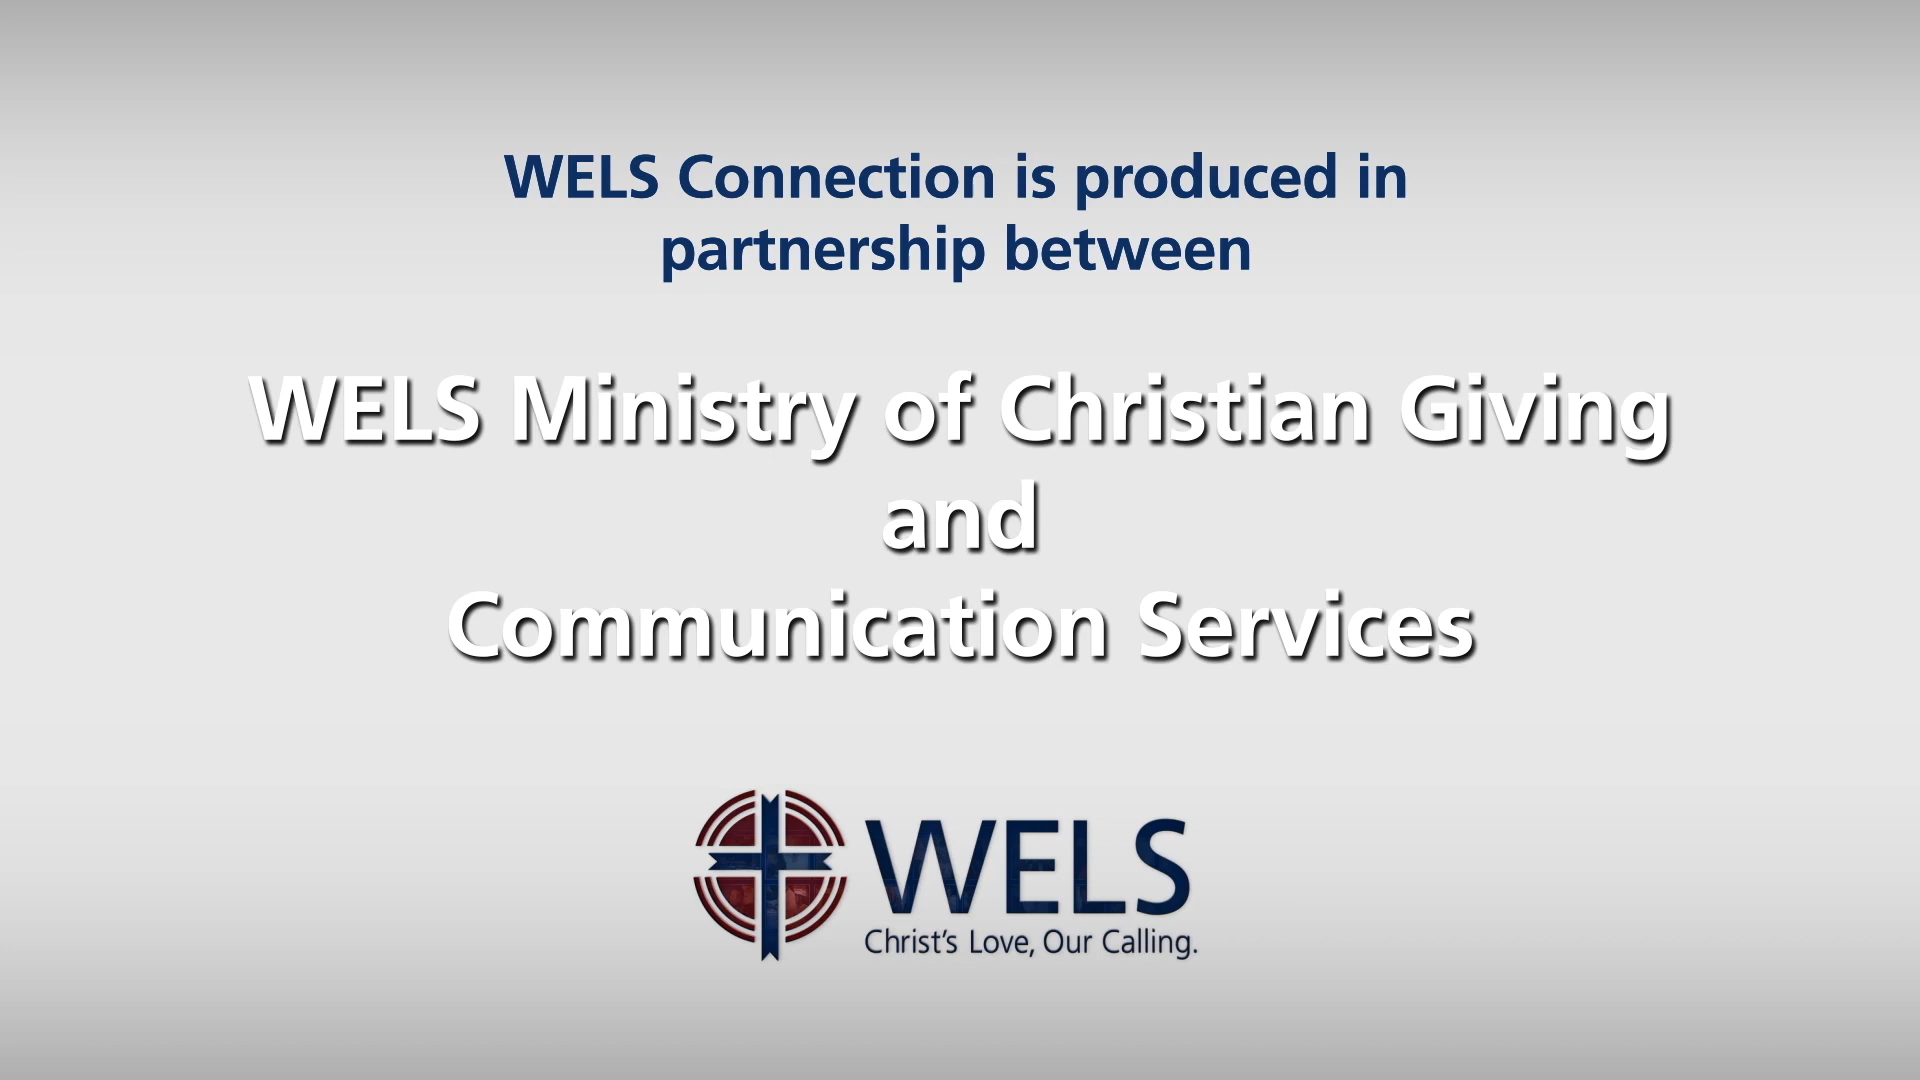 WELS Connection is produced in
partnership between
WELS Ministry of Christian Giving
and
Communication Services
WELS
Christ's Love, Our Calling.